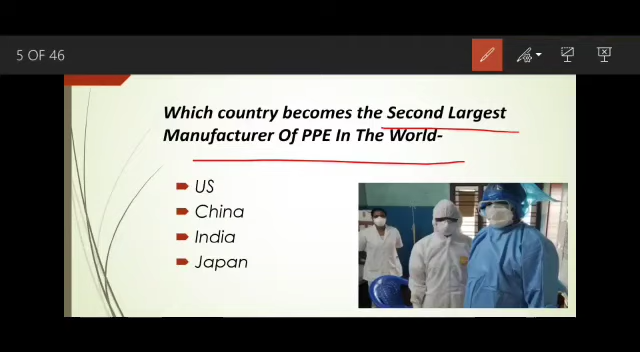 5 OF 46
Which country becomes the Second Largest
Manufacturer Of PPE In The World-
US
China
India
Japan